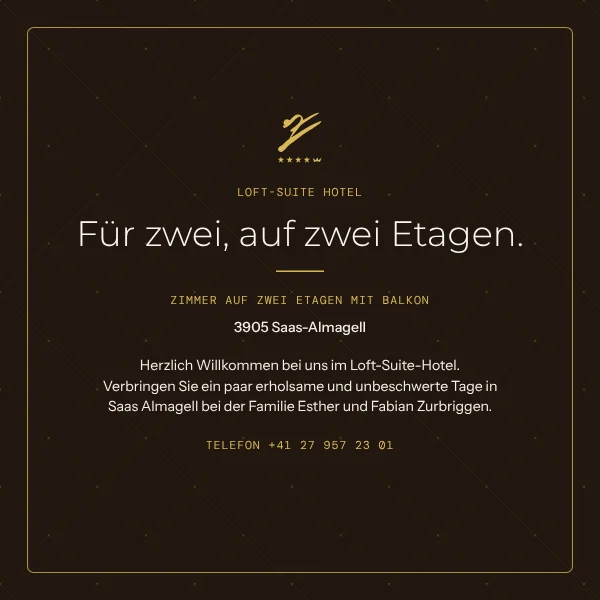 LOFT-SUITE HOTEL
Für zwei, auf zwei Etagen.
ZIMMER AUF ZWEI ETAGEN MIT BALKON
3905 Saas-Almagell
Herzlich Willkommen bei uns im Loft-Suite-Hotel.
Verbringen Sie ein paar erholsame und unbeschwerte Tage in
Saas Almagell bei der Familie Esther und Fabian Zurbriggen.
TELEFON +41 27 957 23 01